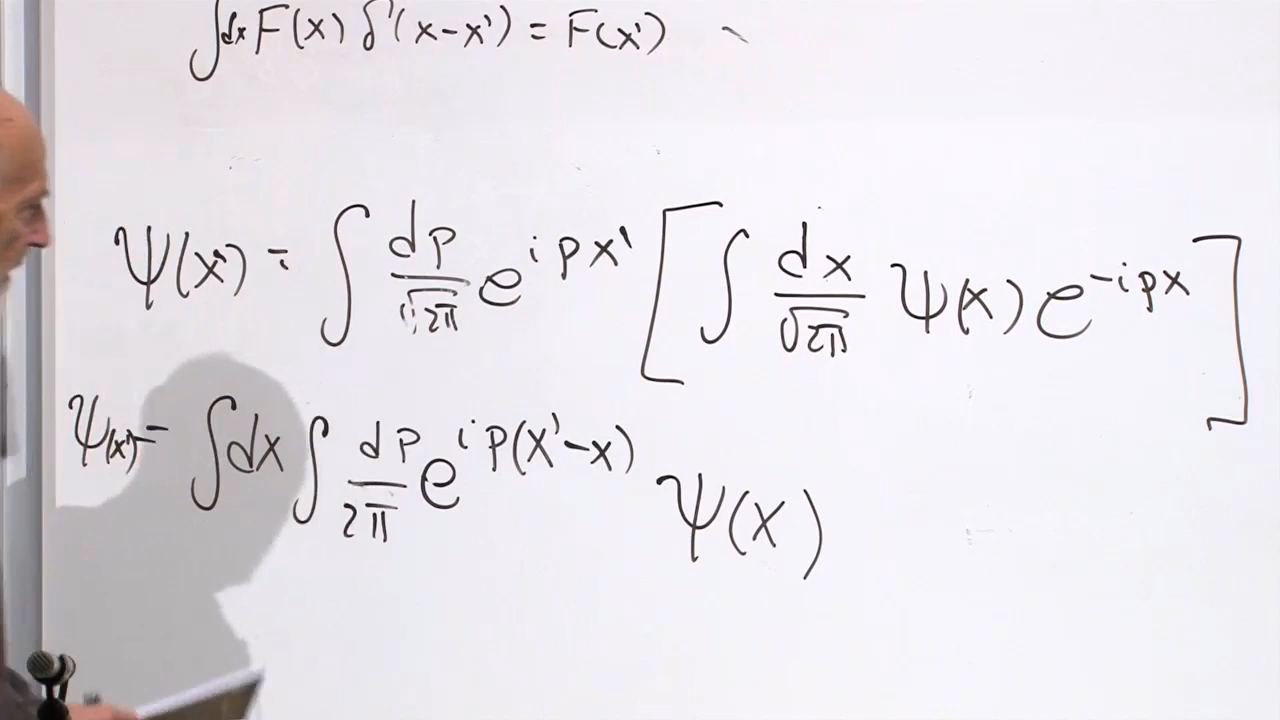 ∫dx F(x) δ(x-x') = F(x')
ψ(x') = ∫ dp/√2π e^{ipx'} [∫ dx/√2π ψ(x) e^{-ipx}]
ψ(x') = ∫dx ∫ dp/2π e^{ip(x'-x)} ψ(x)